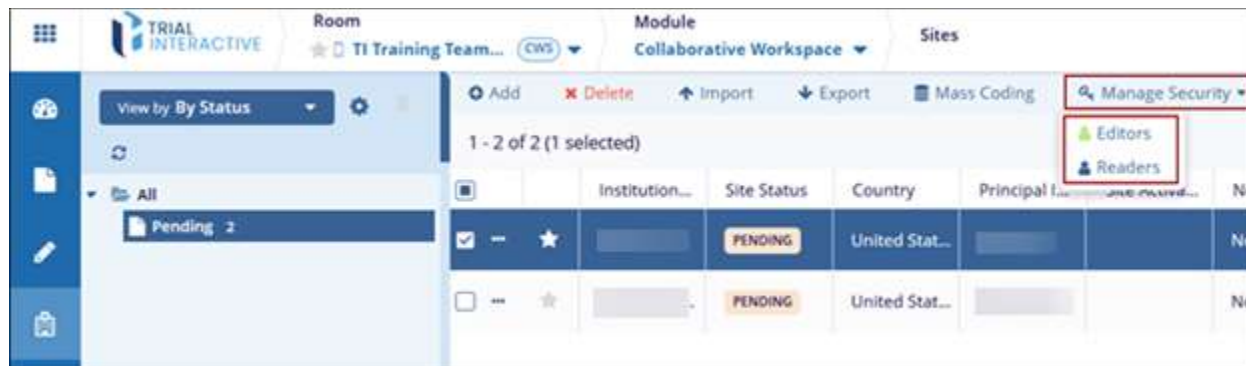 TRIAL
INTERACTIVE
Room
TI Training Team... CWS
Module
Collaborative Workspace
Sites
View by By Status
Add Delete Import Export Mass Coding Manage Security
Editors
Readers
1 - 2 of 2 (1 selected)
All
Pending 2
Institution... Site Status Country Principal I...
PENDING United Stat...
PENDING United Stat...